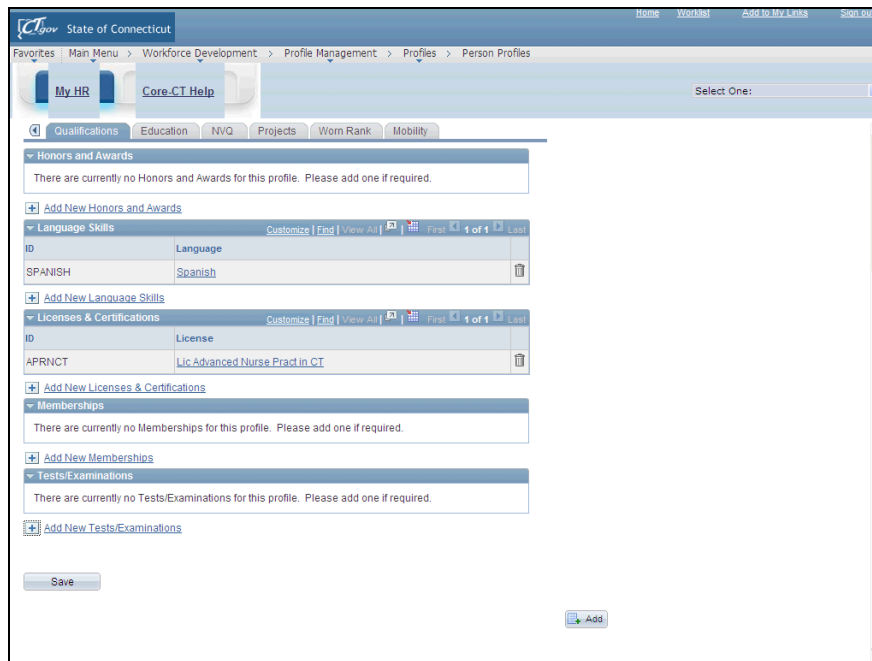 Home Worklist Add to My Links Sign out
CT.gov State of Connecticut
Favorites Main Menu > Workforce Development > Profile Management > Profiles > Person Profiles
My HR Core-CT Help
Select One:
Qualifications Education NVQ Projects Worn Rank Mobility
Honors and Awards
There are currently no Honors and Awards for this profile. Please add one if required.
Add New Honors and Awards
Language Skills Customize | Find | View All | | First 1 of 1 Last
ID Language
SPANISH Spanish
Add New Language Skills
Licenses & Certifications Customize | Find | View All | | First 1 of 1 Last
ID License
APRNCT Lic Advanced Nurse Pract in CT
Add New Licenses & Certifications
Memberships
There are currently no Memberships for this profile. Please add one if required.
Add New Memberships
Tests/Examinations
There are currently no Tests/Examinations for this profile. Please add one if required.
Add New Tests/Examinations
Save
Add